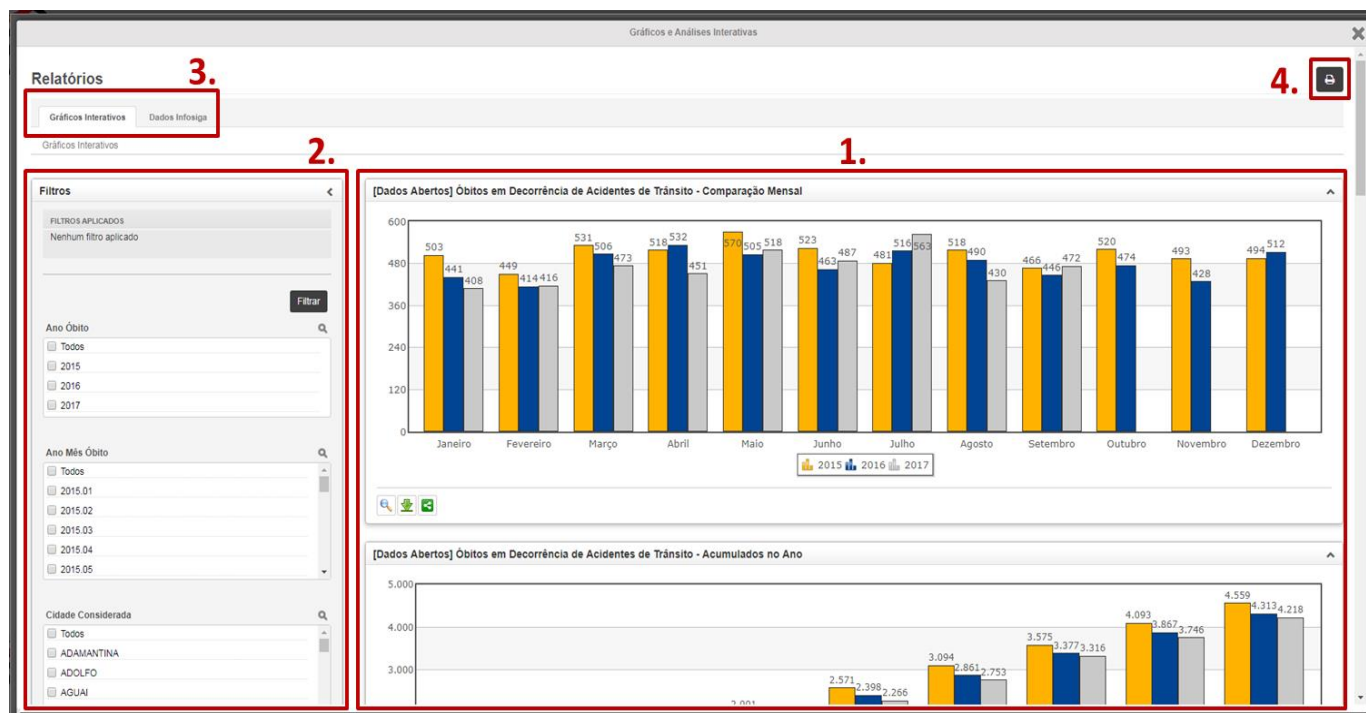 Gráficos e Análises Interativas
Relatórios
3.
4.
Gráficos Interativos Dados Infosiga
Gráficos Interativos
2.
1.
Filtros
FILTROS APLICADOS
Nenhum filtro aplicado
Filtrar
Ano Óbito
Todos
2015
2016
2017
Ano Mês Óbito
Todos
2015.01
2015.02
2015.03
2015.04
2015.05
Cidade Considerada
Todos
ADAMANTINA
ADOLFO
AGUAI
[Dados Abertos] Óbitos em Decorrência de Acidentes de Trânsito - Comparação Mensal
600
480
360
240
120
0
503 441 408
449 414 416
531 506 473
518 532 451
570 505 518
523 463 487
481 516 563
518 490 430
466 446 472
520 474
493 428
494 512
Janeiro Fevereiro Março Abril Maio Junho Julho Agosto Setembro Outubro Novembro Dezembro
2015 2016 2017
[Dados Abertos] Óbitos em Decorrência de Acidentes de Trânsito - Acumulados no Ano
5.000
4.000
3.000
2.001
2.571 2.398 2.266
3.094 2.861 2.753
3.575 3.377 3.316
4.093 3.867 3.746
4.559 4.313 4.218